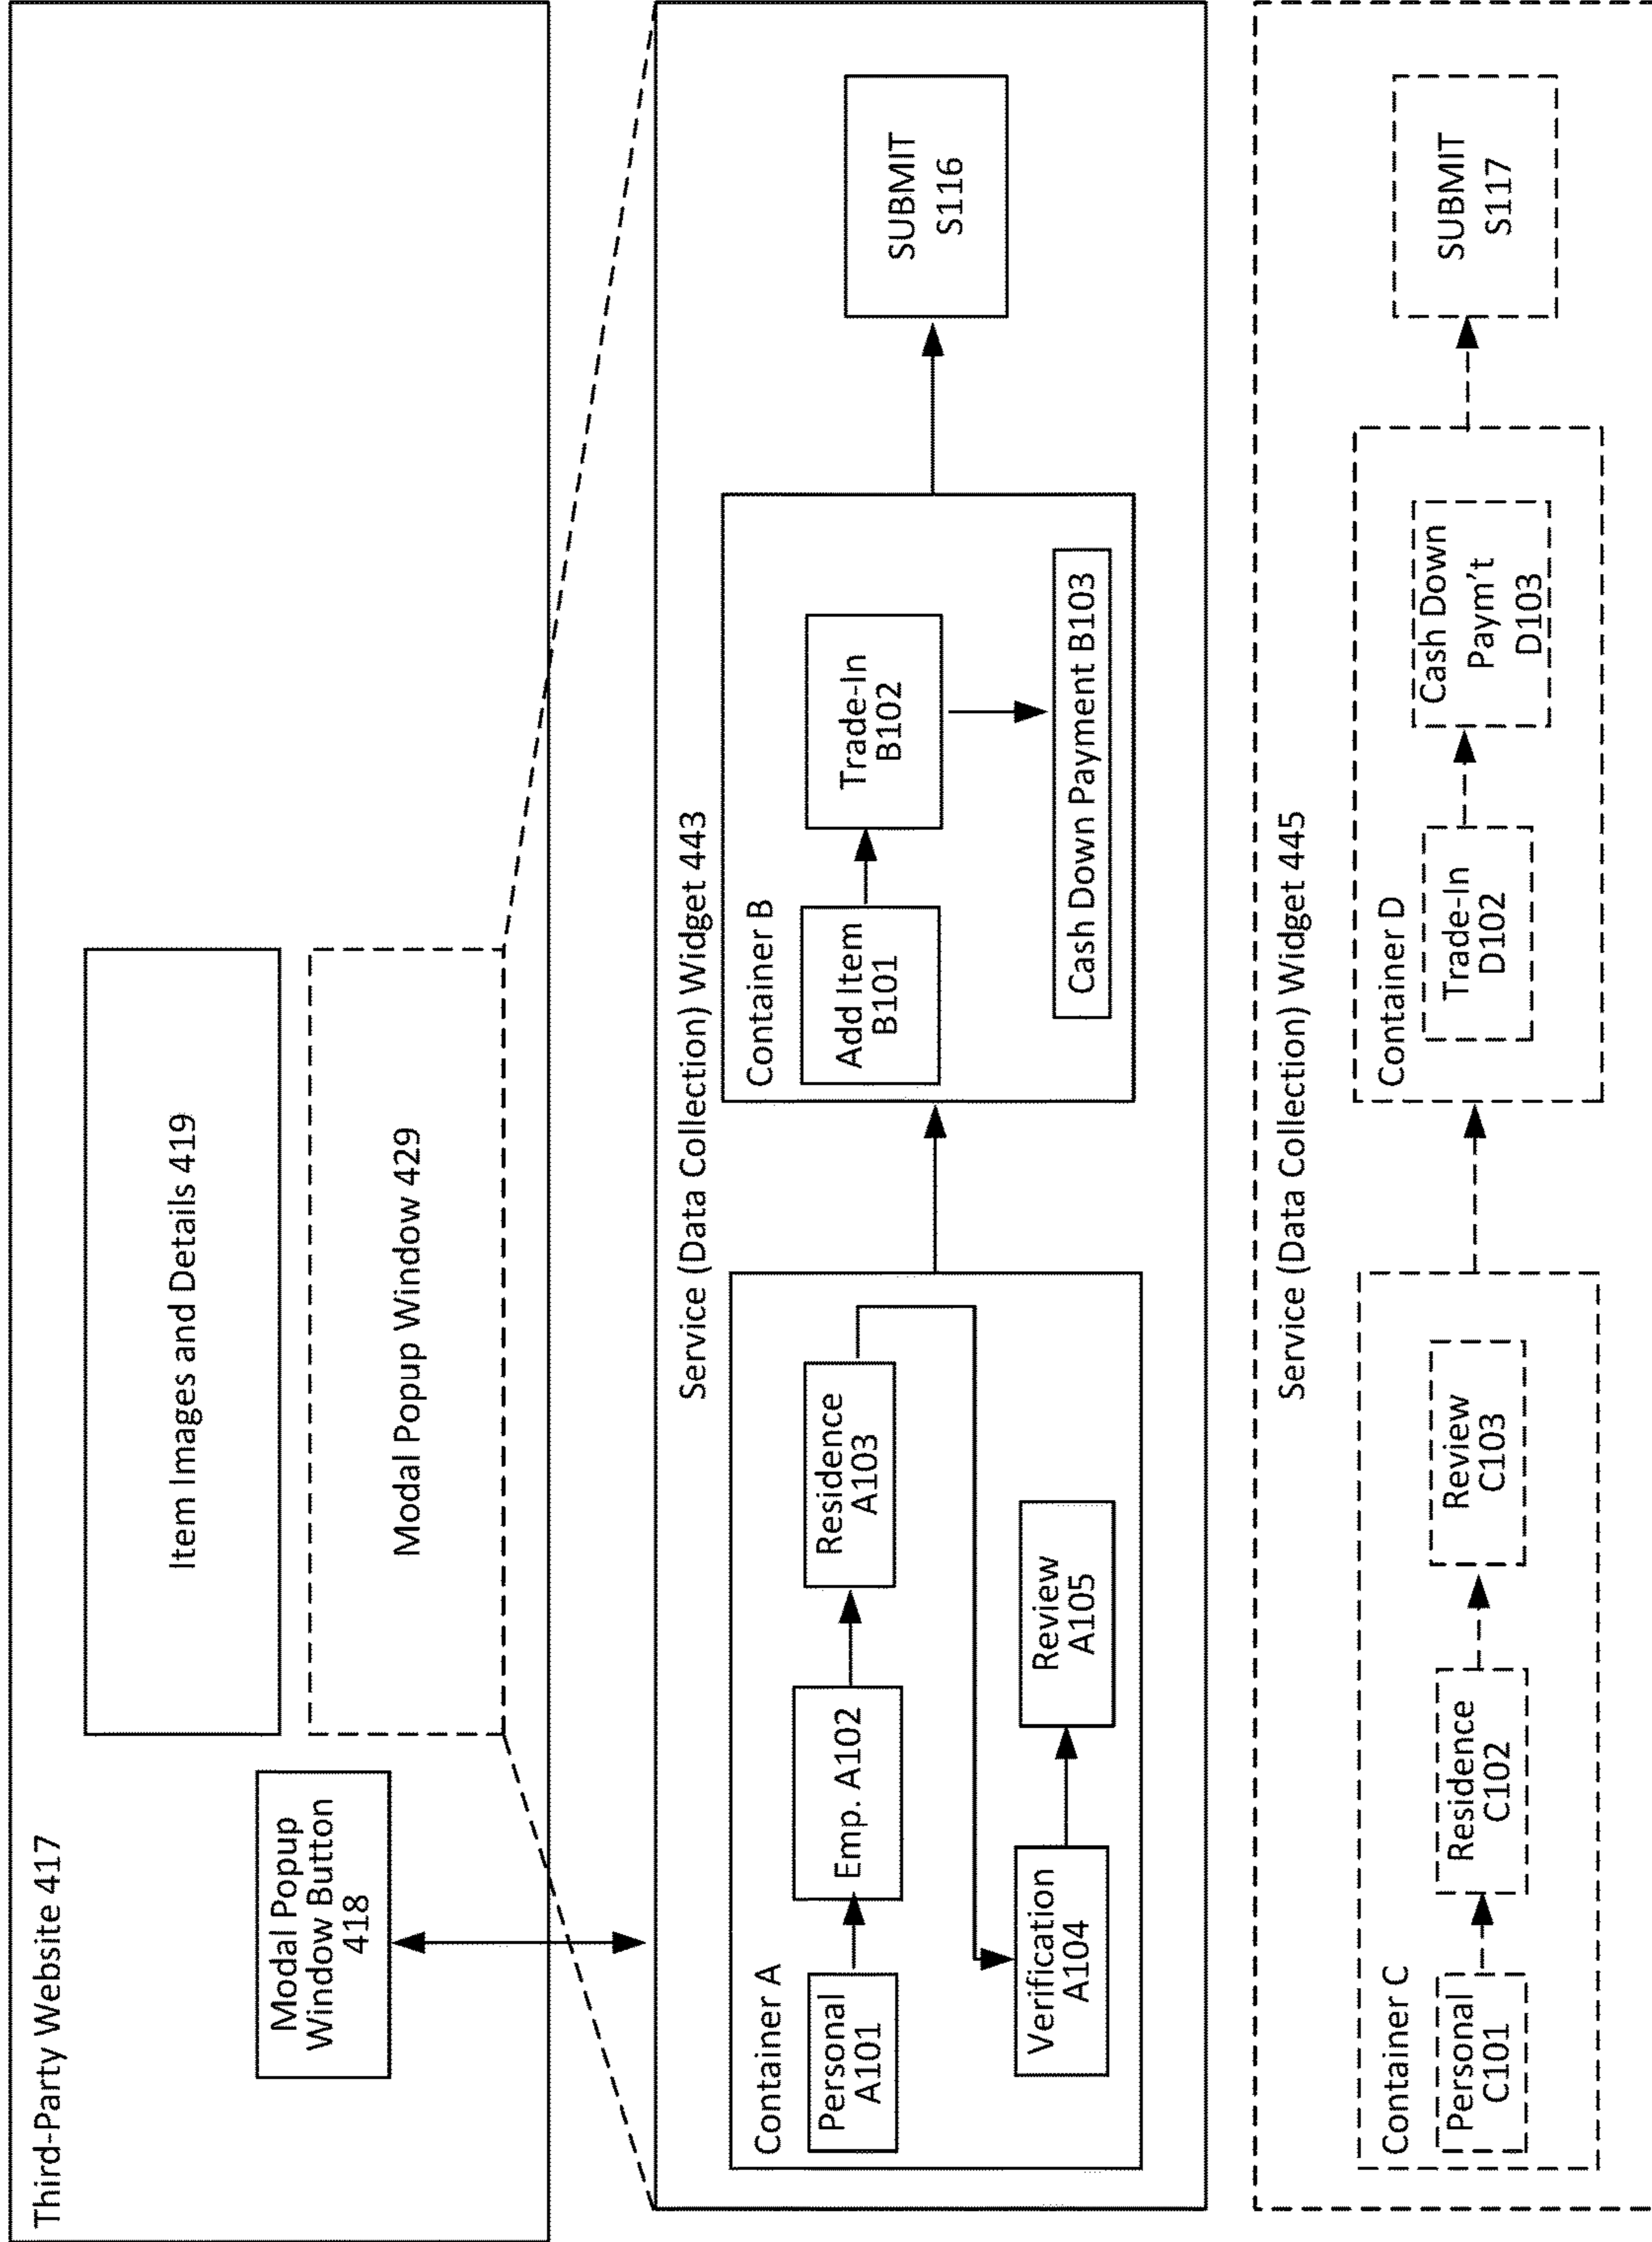 Third-Party Website 417
Modal Popup
Window Button
418
Item Images and Details 419
Modal Popup Window 429
Service (Data Collection) Widget 443
Container A
Personal
A101
Emp. A102
Residence
A103
Verification
A104
Review
A105
Container B
Add Item
B101
Trade-In
B102
Cash Down Payment B103
SUBMIT
S116
Service (Data Collection) Widget 445
Container C
Personal
C101
Residence
C102
Review
C103
Container D
Trade-In
D102
Cash Down
Paym't
D103
SUBMIT
S117